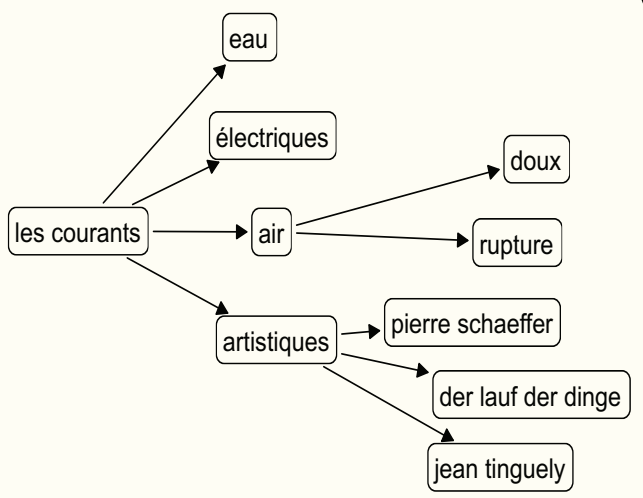 eau
électriques
doux
les courants
air
rupture
pierre schaeffer
artistiques
der lauf der dinge
jean tinguely